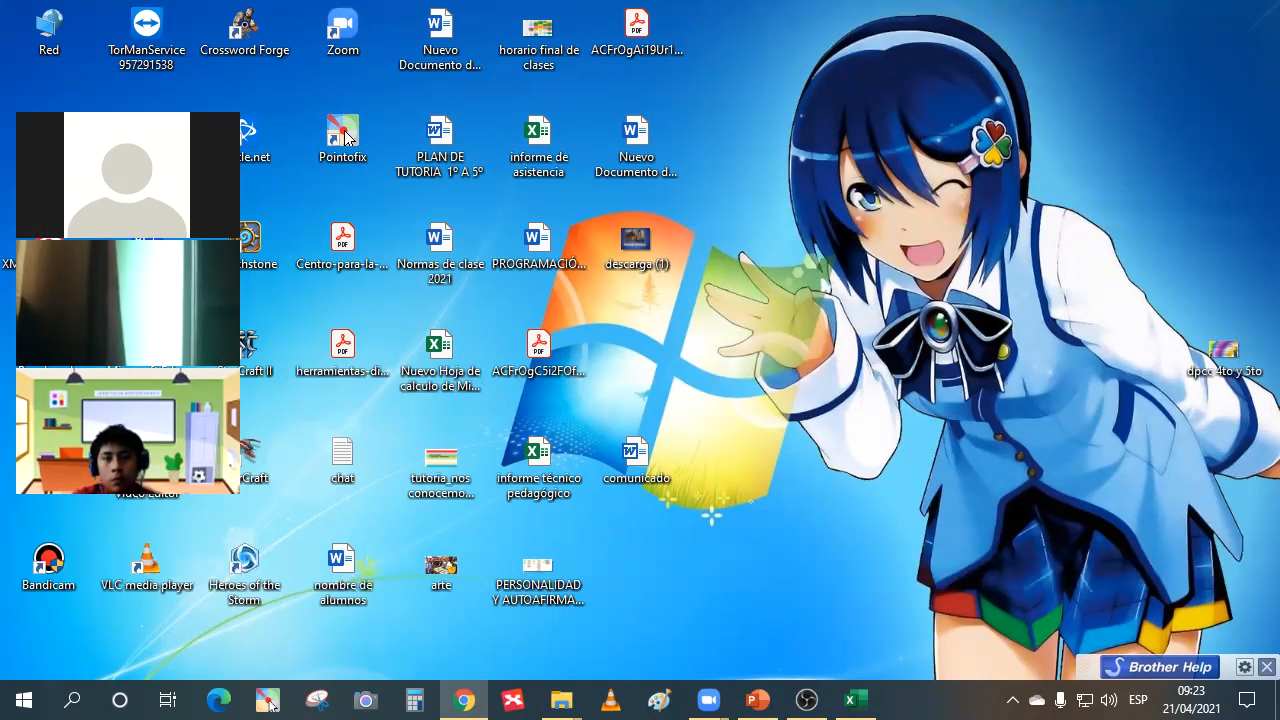 Red
TorManService
957291538
Crossword Forge
Zoom
Nuevo
Documento d...
horario final de
clases
ACFrOgAi19Ur1...
Pointofix
PLAN DE
TUTORIA 1º A 5º
informe de
asistencia
Nuevo
Documento d...
Centro-para-la-...
Normas de clase
2021
PROGRAMACIÓ...
descarga (1)
herramientas-di...
Nuevo Hoja de
cálculo de Mi...
ACFrOgC5i2FOf...
dpcc 4to y 5to
chat
tutoria_nos
conocemo...
informe técnico
pedagógico
comunicado
Bandicam
VLC media player
Heroes of the
Storm
nombre de
alumnos
arte
PERSONALIDAD
Y AUTOAFIRMA...
Brother Help
ESP
09:23
21/04/2021